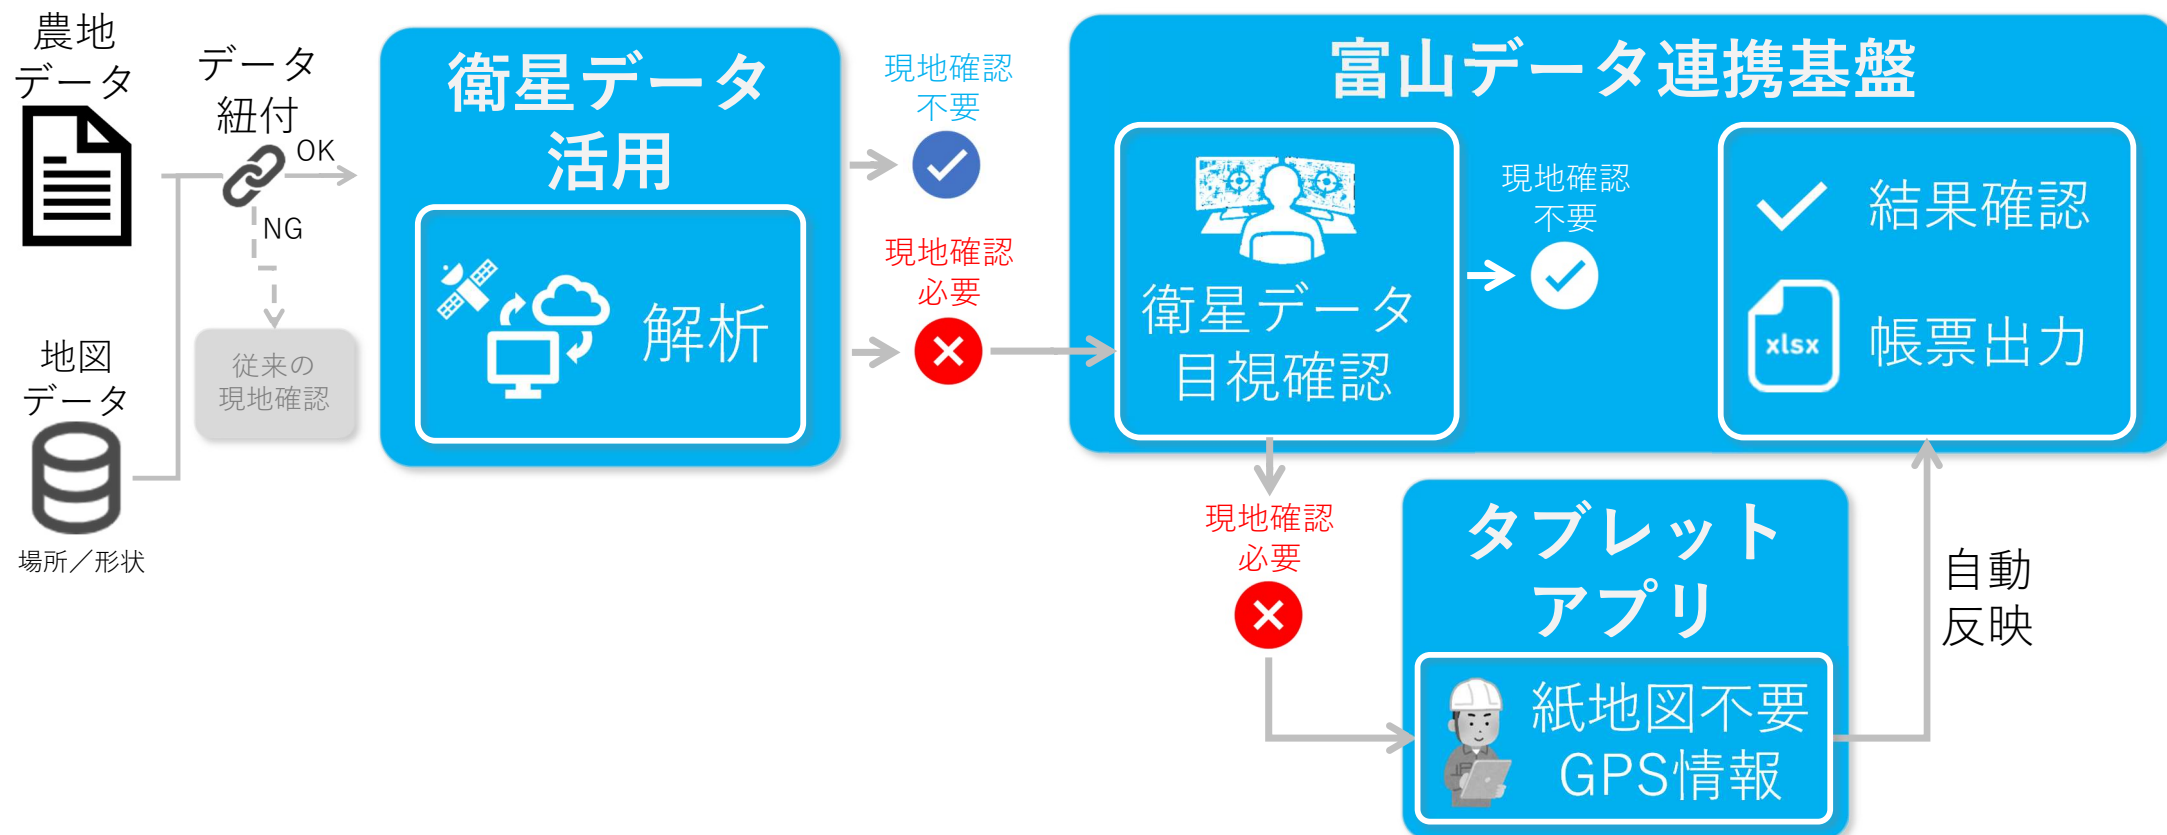 農地
データ
データ
紐付
OK
NG
従来の
現地確認
地図
データ
場所／形状
衛星データ
活用
解析
現地確認
不要
現地確認
必要
富山データ連携基盤
衛星データ
目視確認
現地確認
不要
結果確認
xlsx
帳票出力
現地確認
必要
タブレット
アプリ
紙地図不要
GPS情報
自動
反映